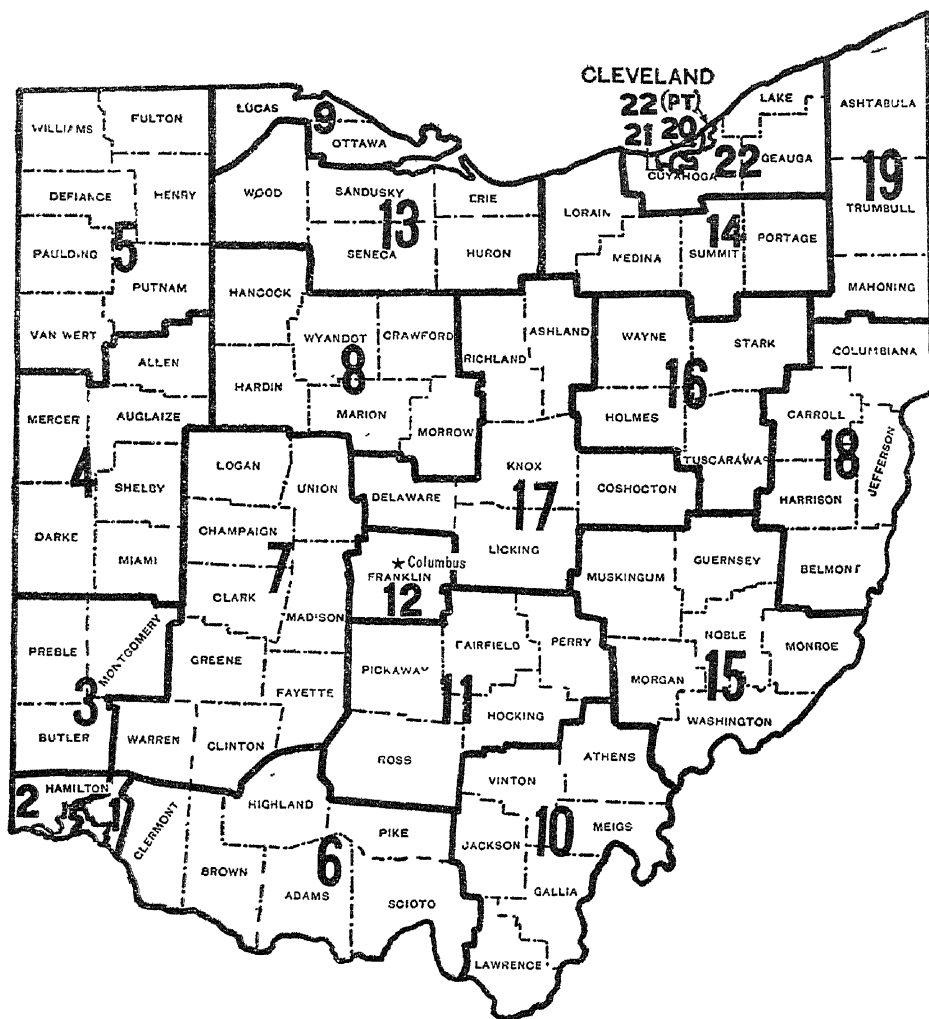 CLEVELAND
22 (PT)
LAKE
21 20
ASHTABULA
LUCAS
9
OTTAWA
WILLIAMS
FULTON
22
GEAUGA
CUYAHOGA
19
TRUMBULL
WOOD
SANDUSKY
ERIE
DEFIANCE
HENRY
13
LORAIN
14
PORTAGE
5
PAULDING
SENECA
HURON
MEDINA
SUMMIT
PUTNAM
HANCOCK
MAHONING
VAN WERT
WYANDOT
CRAWFORD
ASHLAND
WAYNE
STARK
ALLEN
RICHLAND
COLUMBIANA
8
16
HARDIN
MERCER
AUGLAIZE
MARION
HOLMES
CARROLL
MORROW
4
LOGAN
KNOX
TUSCARAWAS
18
JEFFERSON
SHELBY
UNION
DELAWARE
17
COSHOCTON
HARRISON
DARKE
CHAMPAIGN
MIAMI
7
LICKING
GUERNSEY
★ Columbus
FRANKLIN
MUSKINGUM
BELMONT
CLARK
12
MADISON
PREBLE
MONTGOMERY
GREENE
FAIRFIELD
PERRY
NOBLE
MONROE
PICKAWAY
MORGAN
15
3
FAYETTE
11
HOCKING
WASHINGTON
BUTLER
WARREN
CLINTON
ROSS
ATHENS
VINTON
HAMILTON
2
1
HIGHLAND
CLERMONT
PIKE
10
MEIGS
JACKSON
6
BROWN
ADAMS
SCIOTO
GALLIA
LAWRENCE